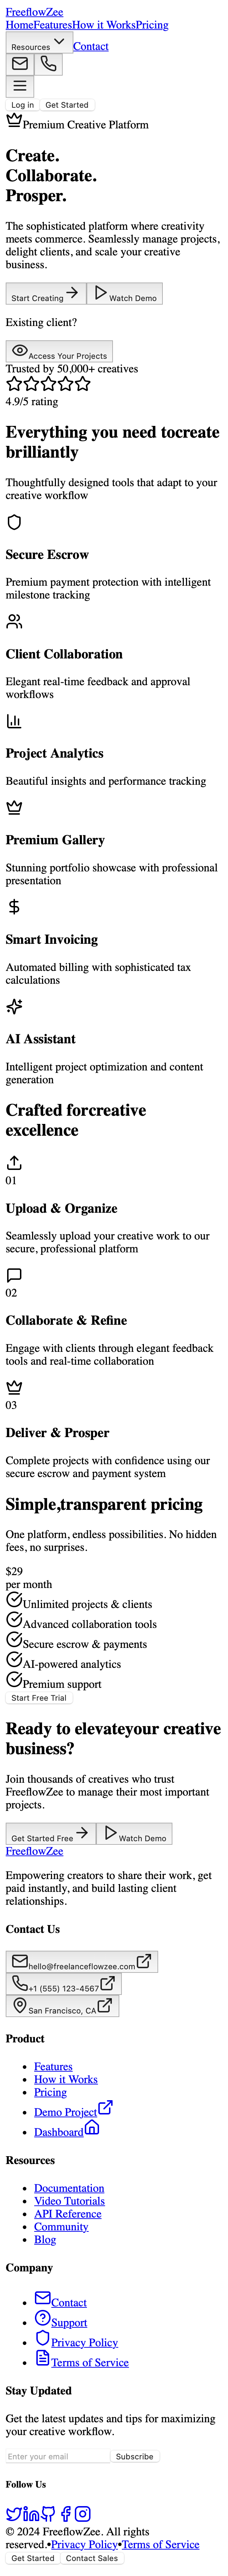 FreeflowZee
HomeFeaturesHow it WorksPricing
Resources Contact
Log in Get Started
Premium Creative Platform
Create.
Collaborate.
Prosper.
The sophisticated platform where creativity
meets commerce. Seamlessly manage projects,
delight clients, and scale your creative
business.
Start Creating Watch Demo
Existing client?
Access Your Projects
Trusted by 50,000+ creatives
4.9/5 rating
Everything you need tocreate
brilliantly
Thoughtfully designed tools that adapt to your
creative workflow
Secure Escrow
Premium payment protection with intelligent
milestone tracking
Client Collaboration
Elegant real-time feedback and approval
workflows
Project Analytics
Beautiful insights and performance tracking
Premium Gallery
Stunning portfolio showcase with professional
presentation
Smart Invoicing
Automated billing with sophisticated tax
calculations
AI Assistant
Intelligent project optimization and content
generation
Crafted forcreative
excellence
01
Upload & Organize
Seamlessly upload your creative work to our
secure, professional platform
02
Collaborate & Refine
Engage with clients through elegant feedback
tools and real-time collaboration
03
Deliver & Prosper
Complete projects with confidence using our
secure escrow and payment system
Simple,transparent pricing
One platform, endless possibilities. No hidden
fees, no surprises.
$29
per month
Unlimited projects & clients
Advanced collaboration tools
Secure escrow & payments
AI-powered analytics
Premium support
Start Free Trial
Ready to elevateyour creative
business?
Join thousands of creatives who trust
FreeflowZee to manage their most important
projects.
Get Started Free Watch Demo
FreeflowZee
Empowering creators to share their work, get
paid instantly, and build lasting client
relationships.
Contact Us
hello@freelanceflowzee.com
+1 (555) 123-4567
San Francisco, CA
Product
• Features
• How it Works
• Pricing
• Demo Project
• Dashboard
Resources
• Documentation
• Video Tutorials
• API Reference
• Community
• Blog
Company
• Contact
• Support
• Privacy Policy
• Terms of Service
Stay Updated
Get the latest updates and tips for maximizing
your creative workflow.
Enter your email Subscribe
Follow Us
© 2024 FreeflowZee. All rights
reserved.•Privacy Policy•Terms of Service
Get Started Contact Sales